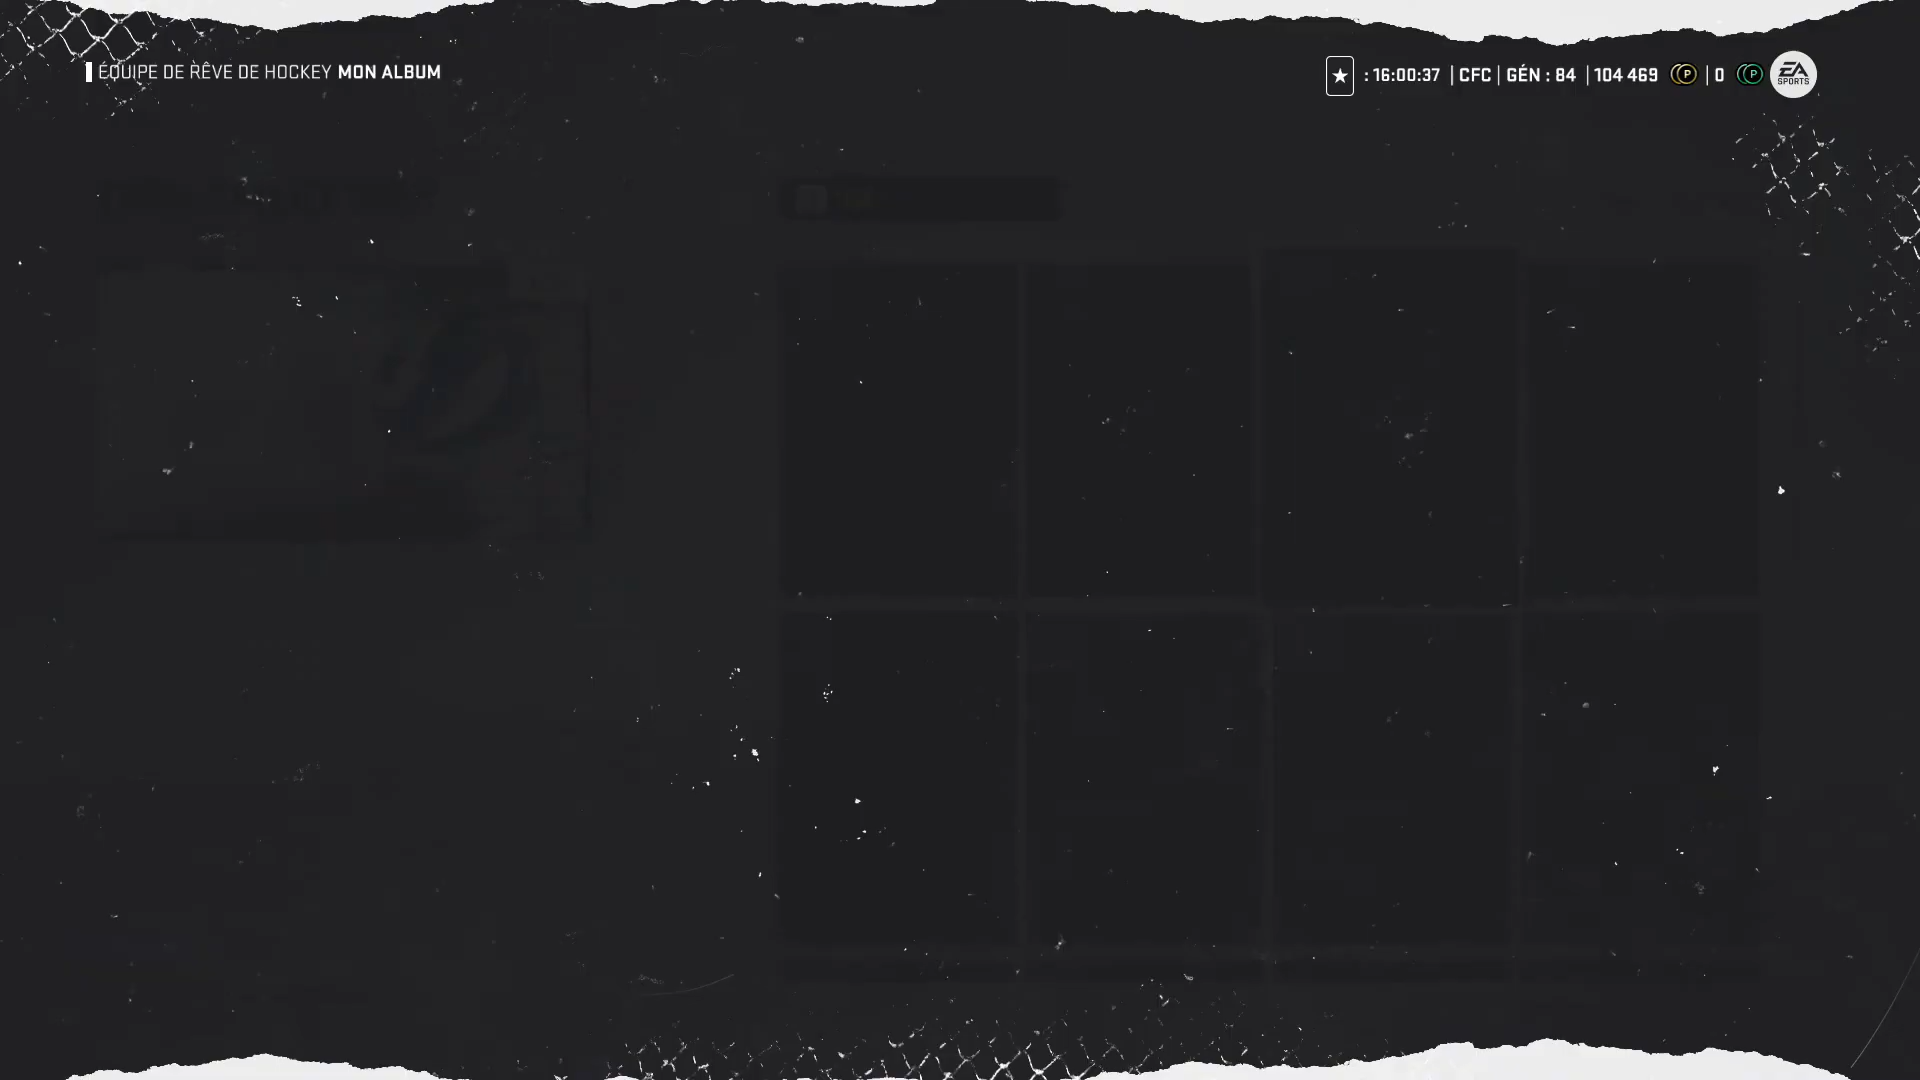 ÉQUIPE DE RÊVE DE HOCKEY MON ALBUM
: 16:00:37 | CFC | GÉN : 84 | 104 469 P | 0 P EA SPORTS